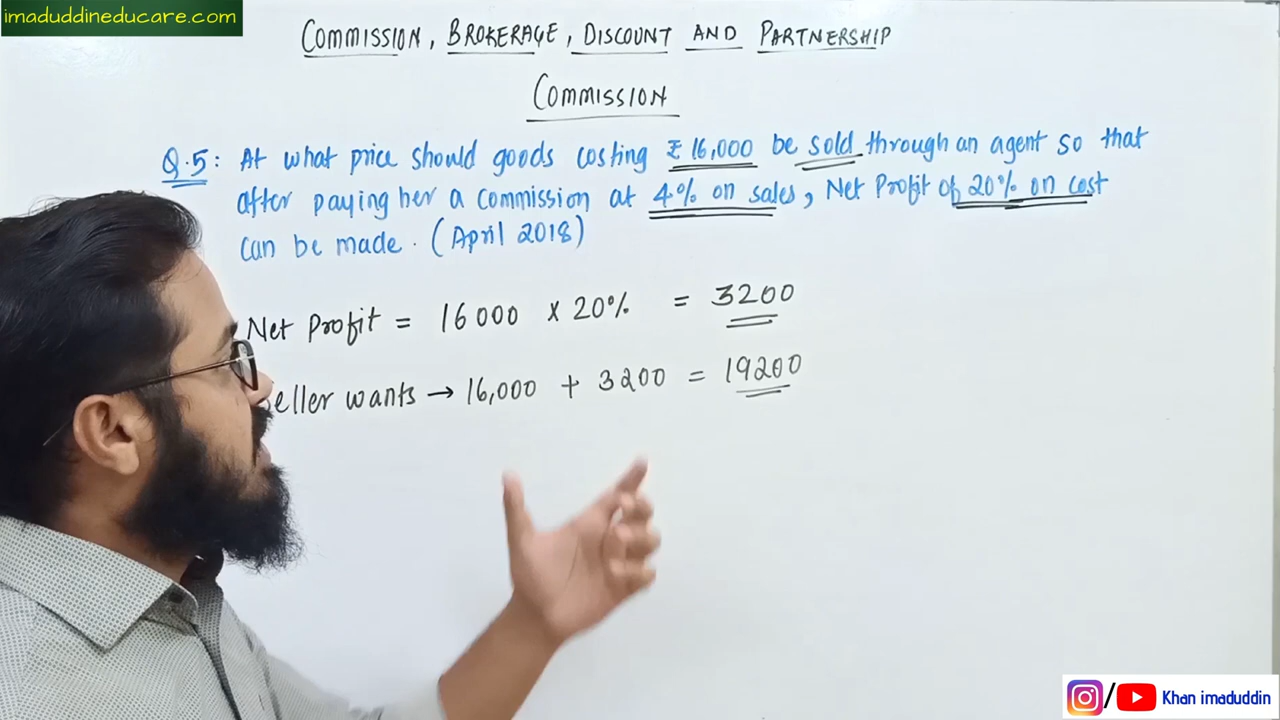 imaduddineducare.com
COMMISSION, BROKERAGE, DISCOUNT AND PARTNERSHIP
COMMISSION
Q.5: At what price should goods costing ₹ 16,000 be sold through an agent so that
after paying her a commission at 4% on sales, Net Profit of 20% on cost
can be made. (April 2018)
Net Profit = 16000 x 20% = 3200
eller wants → 16,000 + 3200 = 19200
/ Khan imaduddin